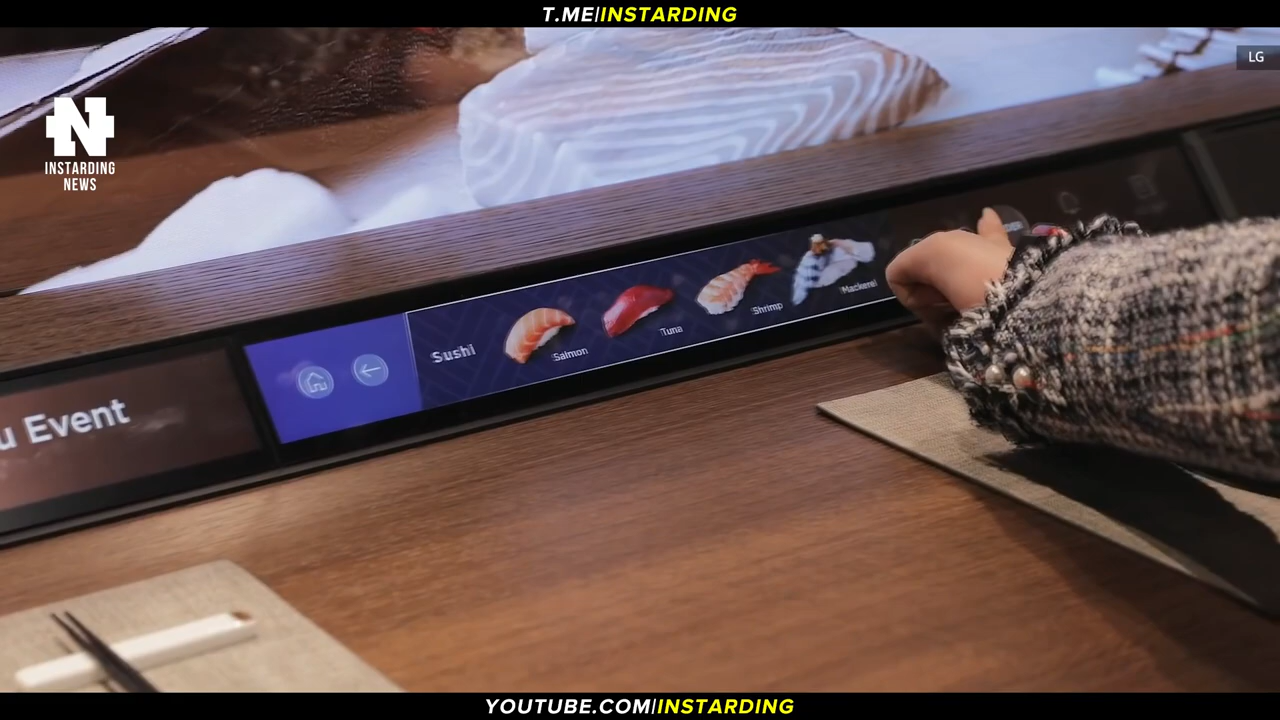 T.ME|INSTARDING
LG
N
INSTARDING
NEWS
u Event
Sushi
Salmon
Tuna
Shrimp
Mackerel
YOUTUBE.COM|INSTARDING